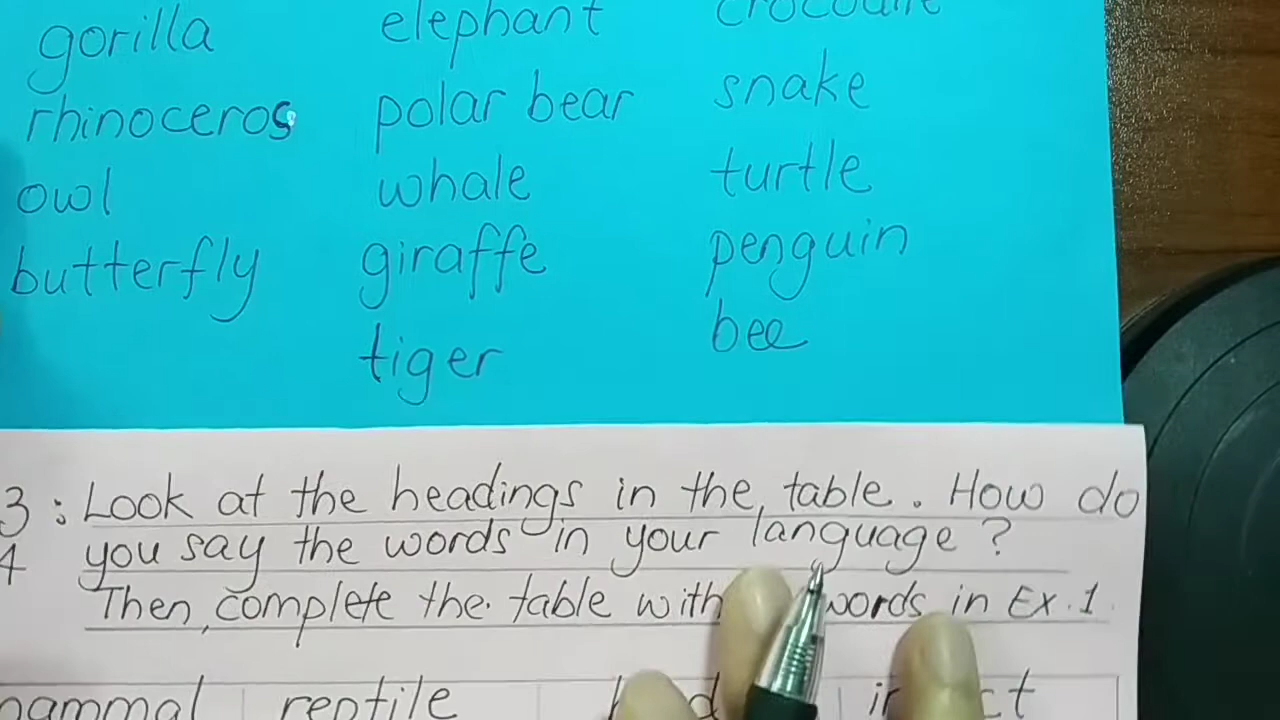 gorilla elephant crocodile
rhinoceros polar bear snake
owl whale turtle
butterfly giraffe penguin
tiger bee
3 : Look at the headings in the table. How do
4 you say the words in your language ?
Then, complete the table with words in Ex. 1.
mammal reptile